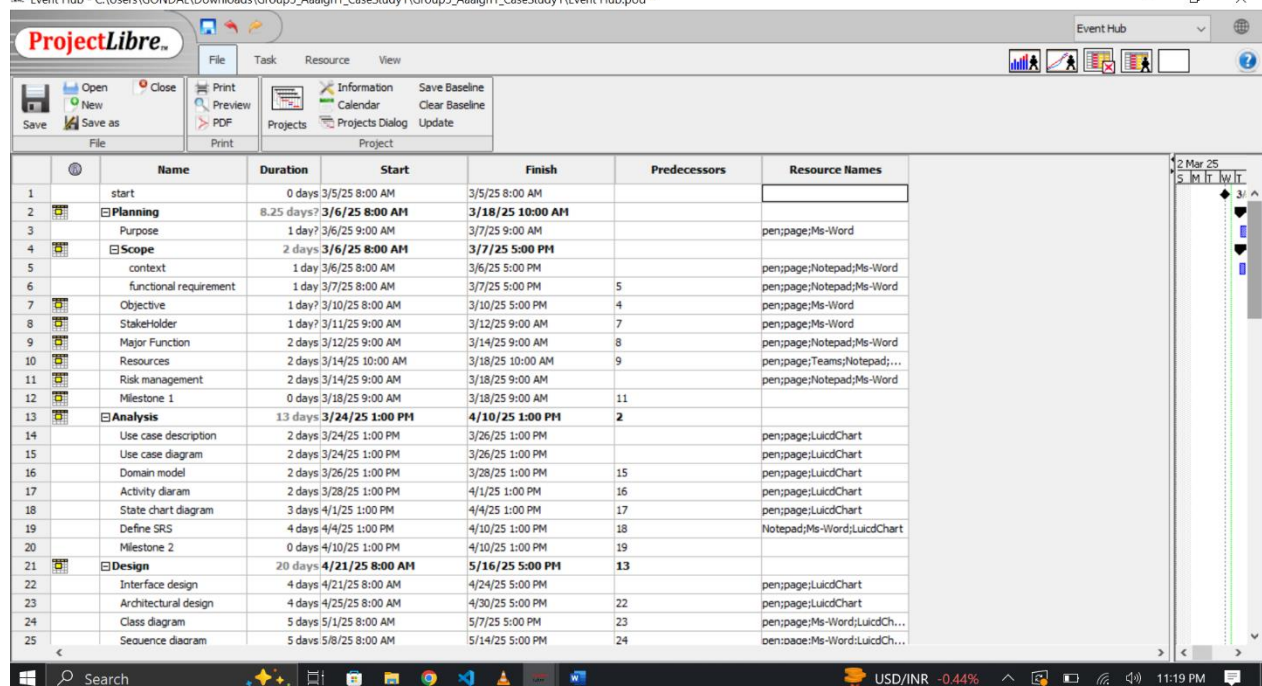 Event Hub - C:\Users\GONDAL\Downloads\Group5_Aaaign1_CaseStudy1\Group5_Aaaign1_CaseStudy1\Event Hub.pod
ProjectLibre™
Event Hub
File Task Resource View
Open Close Print Information Save Baseline
New Preview Calendar Clear Baseline
Save Save as PDF Projects Projects Dialog Update
File Print Project
Name Duration Start Finish Predecessors Resource Names
2 Mar 25
S M T W T
1 start 0 days 3/5/25 8:00 AM 3/5/25 8:00 AM
2 Planning 8.25 days? 3/6/25 8:00 AM 3/18/25 10:00 AM
3 Purpose 1 day? 3/6/25 9:00 AM 3/7/25 9:00 AM pen;page;Ms-Word
4 Scope 2 days 3/6/25 8:00 AM 3/7/25 5:00 PM
5 context 1 day 3/6/25 8:00 AM 3/6/25 5:00 PM pen;page;Notepad;Ms-Word
6 functional requirement 1 day 3/7/25 8:00 AM 3/7/25 5:00 PM 5 pen;page;Notepad;Ms-Word
7 Objective 1 day? 3/10/25 8:00 AM 3/10/25 5:00 PM 4 pen;page;Ms-Word
8 StakeHolder 1 day? 3/11/25 9:00 AM 3/12/25 9:00 AM 7 pen;page;Ms-Word
9 Major Function 2 days 3/12/25 9:00 AM 3/14/25 9:00 AM 8 pen;page;Notepad;Ms-Word
10 Resources 2 days 3/14/25 10:00 AM 3/18/25 10:00 AM 9 pen;page;Teams;Notepad;...
11 Risk management 2 days 3/14/25 9:00 AM 3/18/25 9:00 AM pen;page;Notepad;Ms-Word
12 Milestone 1 0 days 3/18/25 9:00 AM 3/18/25 9:00 AM 11
13 Analysis 13 days 3/24/25 1:00 PM 4/10/25 1:00 PM 2
14 Use case description 2 days 3/24/25 1:00 PM 3/26/25 1:00 PM pen;page;LuicdChart
15 Use case diagram 2 days 3/24/25 1:00 PM 3/26/25 1:00 PM pen;page;LuicdChart
16 Domain model 2 days 3/26/25 1:00 PM 3/28/25 1:00 PM 15 pen;page;LuicdChart
17 Activity diaram 2 days 3/28/25 1:00 PM 4/1/25 1:00 PM 16 pen;page;LuicdChart
18 State chart diagram 3 days 4/1/25 1:00 PM 4/4/25 1:00 PM 17 pen;page;LuicdChart
19 Define SRS 4 days 4/4/25 1:00 PM 4/10/25 1:00 PM 18 Notepad;Ms-Word;LuicdChart
20 Milestone 2 0 days 4/10/25 1:00 PM 4/10/25 1:00 PM 19
21 Design 20 days 4/21/25 8:00 AM 5/16/25 5:00 PM 13
22 Interface design 4 days 4/21/25 8:00 AM 4/24/25 5:00 PM pen;page;LuicdChart
23 Architectural design 4 days 4/25/25 8:00 AM 4/30/25 5:00 PM 22 pen;page;LuicdChart
24 Class diagram 5 days 5/1/25 8:00 AM 5/7/25 5:00 PM 23 pen;page;Ms-Word;LuicdCh...
25 Sequence diagram 5 days 5/8/25 8:00 AM 5/14/25 5:00 PM 24 pen;page;Ms-Word;LuicdCh...
Search USD/INR -0.44% 11:19 PM